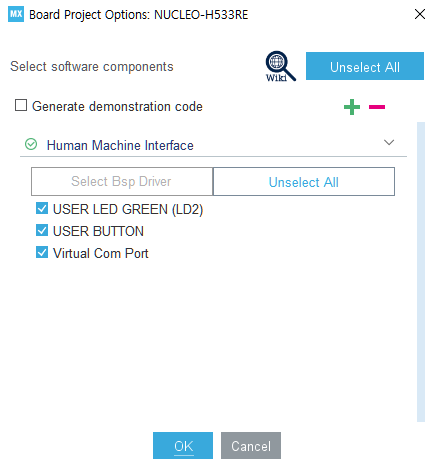 MX Board Project Options: NUCLEO-H533RE
Select software components
Wiki
Unselect All
Generate demonstration code
Human Machine Interface
Select Bsp Driver
Unselect All
USER LED GREEN (LD2)
USER BUTTON
Virtual Com Port
OK
Cancel